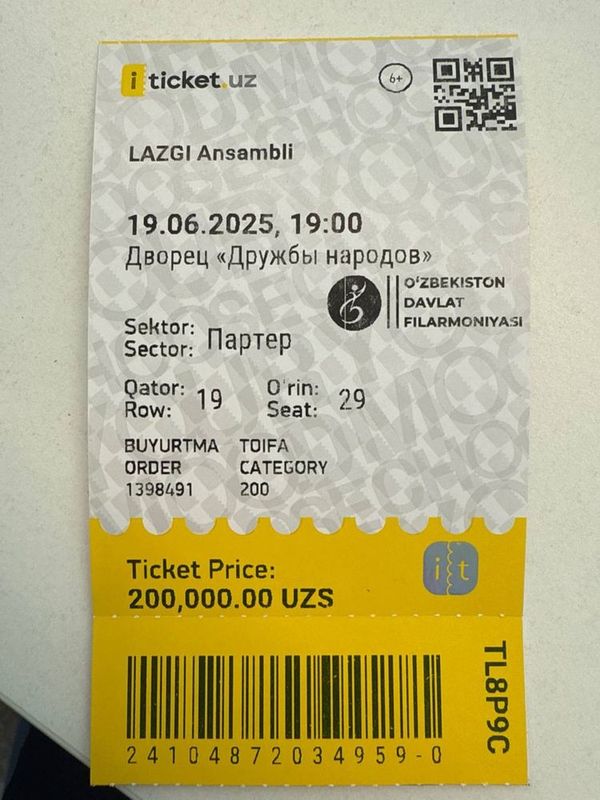 iticket.uz
6+
LAZGI Ansambli
19.06.2025, 19:00
Дворец «Дружбы народов»
O'ZBEKISTON
DAVLAT
FILARMONIYASI
Sektor:
Sector: Партер
Qator:
Row: 19
O'rin:
Seat: 29
BUYURTMA TOIFA
ORDER CATEGORY
1398491 200
Ticket Price:
it
200,000.00 UZS
TL8P9C
24104872034959-0